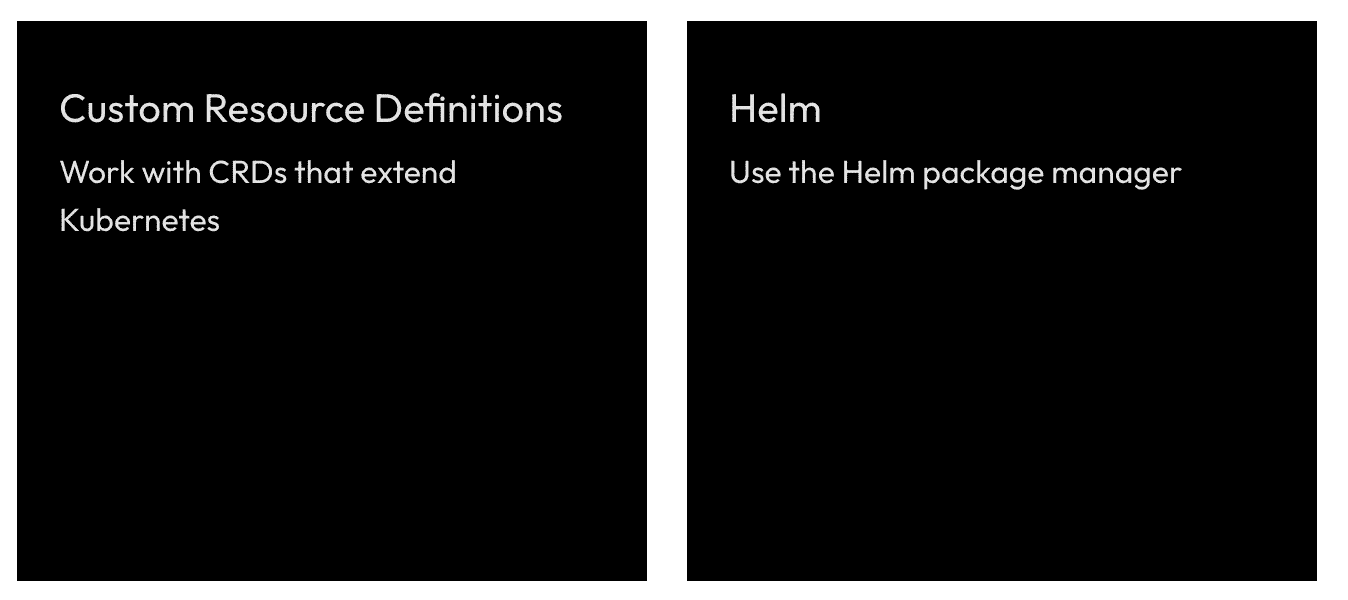 Custom Resource Definitions
Work with CRDs that extend
Kubernetes
Helm
Use the Helm package manager